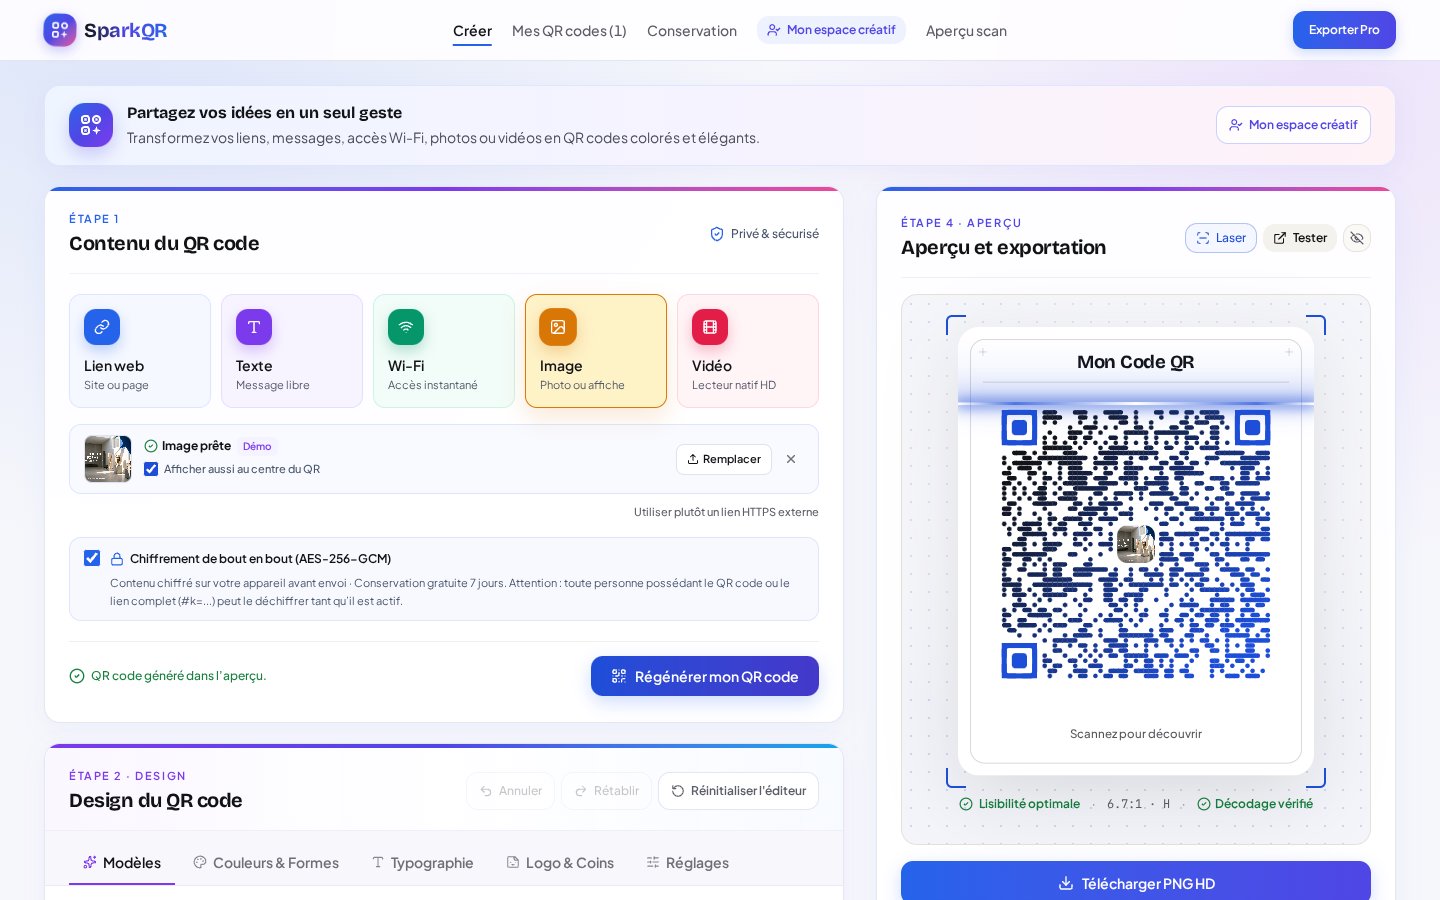 SparkQR
Créer
Mes QR codes (1)
Conservation
Mon espace créatif
Aperçu scan
Exporter Pro
Partagez vos idées en un seul geste
Transformez vos liens, messages, accès Wi-Fi, photos ou vidéos en QR codes colorés et élégants.
Mon espace créatif
ÉTAPE 1
Contenu du QR code
Privé & sécurisé
Lien web
Site ou page
Texte
Message libre
Wi-Fi
Accès instantané
Image
Photo ou affiche
Vidéo
Lecteur natif HD
Image prête
Démo
Afficher aussi au centre du QR
Remplacer
Utiliser plutôt un lien HTTPS externe
Chiffrement de bout en bout (AES-256-GCM)
Contenu chiffré sur votre appareil avant envoi · Conservation gratuite 7 jours. Attention : toute personne possédant le QR code ou le
lien complet (#k=...) peut le déchiffrer tant qu'il est actif.
QR code généré dans l'aperçu.
Régénérer mon QR code
ÉTAPE 2 · DESIGN
Design du QR code
Annuler
Rétablir
Réinitialiser l'éditeur
Modèles
Couleurs & Formes
Typographie
Logo & Coins
Réglages
ÉTAPE 4 · APERÇU
Aperçu et exportation
Laser
Tester
Mon Code QR
Scannez pour découvrir
Lisibilité optimale · 6.7:1 · H · Décodage vérifié
Télécharger PNG HD